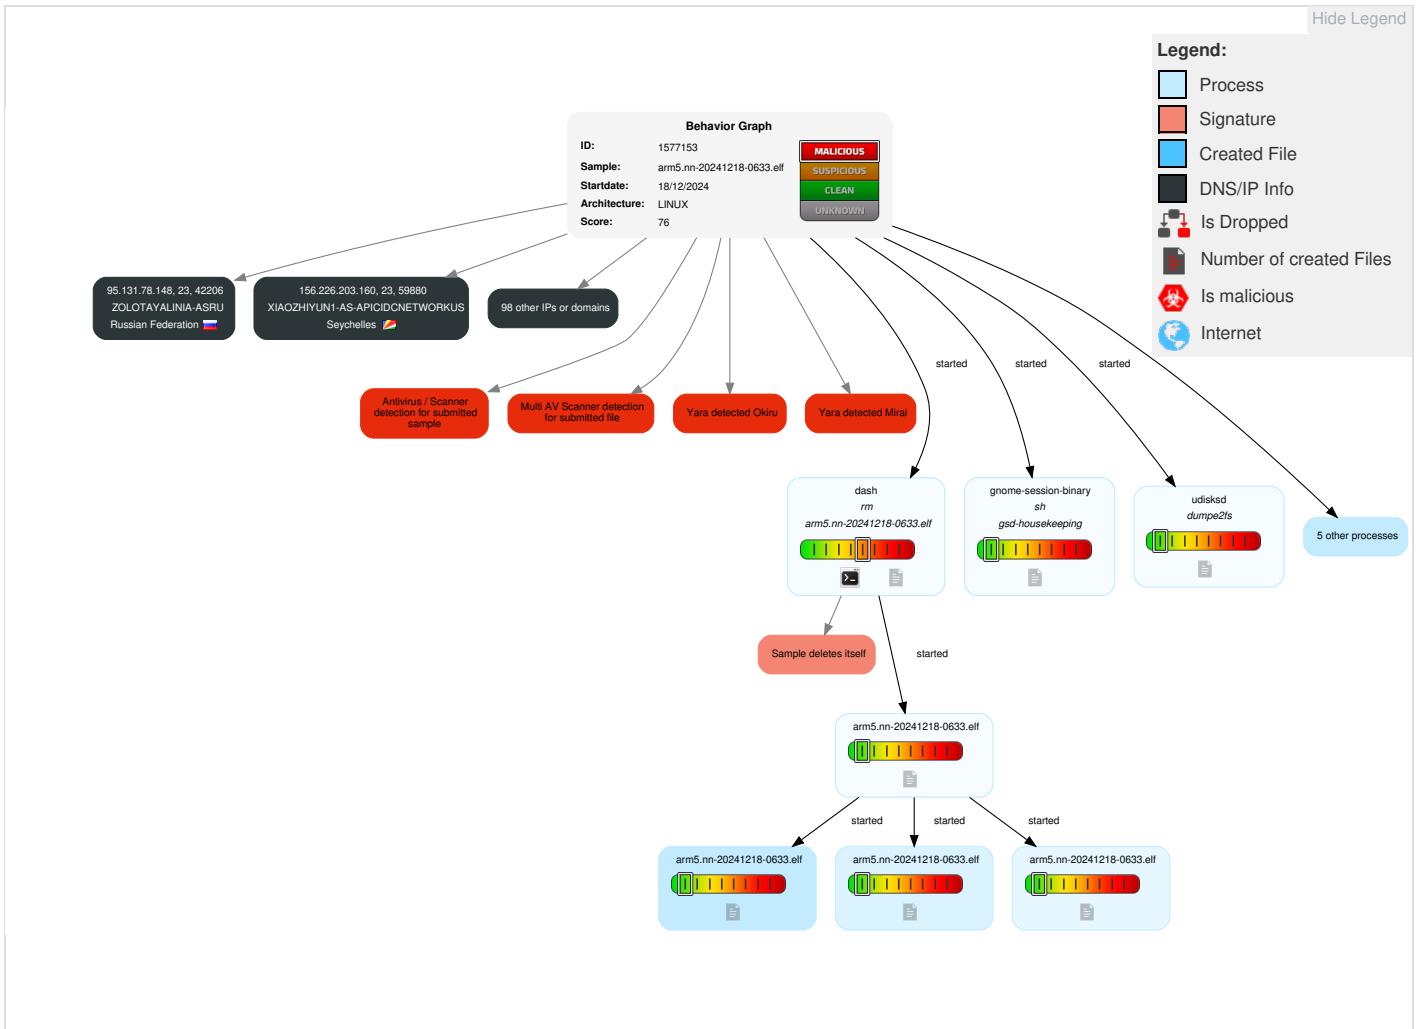 Hide Legend
Legend:
Process
Signature
Created File
DNS/IP Info
Is Dropped
Number of created Files
Is malicious
Internet
Behavior Graph
ID: 1577153
Sample: arm5.nn-20241218-0633.elf
Startdate: 18/12/2024
Architecture: LINUX
Score: 76
MALICIOUS
SUSPICIOUS
CLEAN
UNKNOWN
95.131.78.148, 23, 42206
ZOLOTAYALINIA-ASRU
Russian Federation
156.226.203.160, 23, 59880
XIAOZHIYUN1-AS-APICIDCNETWORKUS
Seychelles
98 other IPs or domains
Antivirus / Scanner
detection for submitted
sample
Multi AV Scanner detection
for submitted file
Yara detected Okiru
Yara detected Mirai
started
started
started
dash
rm
arm5.nn-20241218-0633.elf
gnome-session-binary
sh
gsd-housekeeping
udisksd
dumpe2fs
5 other processes
Sample deletes itself
started
arm5.nn-20241218-0633.elf
started
started
started
arm5.nn-20241218-0633.elf
arm5.nn-20241218-0633.elf
arm5.nn-20241218-0633.elf